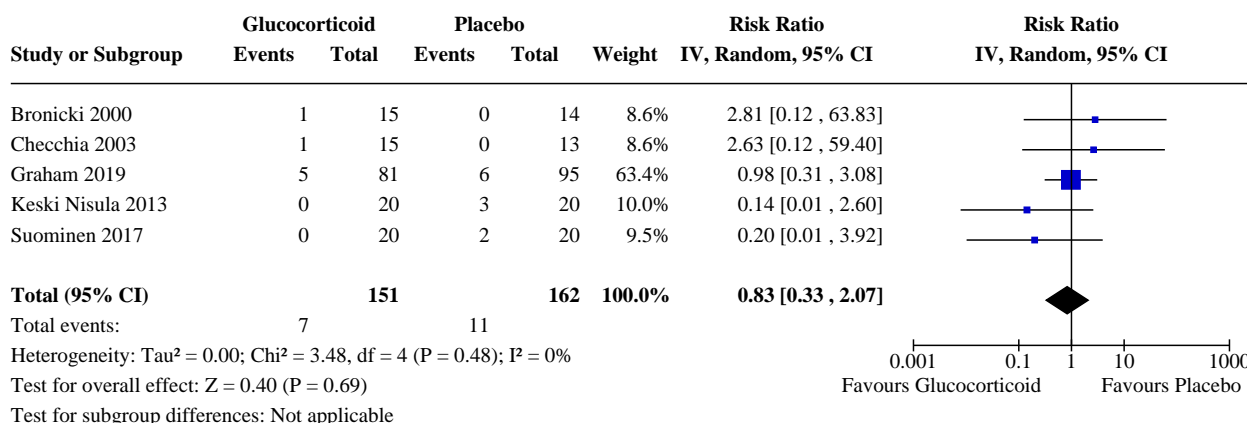 Glucocorticoid Placebo Risk Ratio Risk Ratio
Study or Subgroup Events Total Events Total Weight IV, Random, 95% CI IV, Random, 95% CI
Bronicki 2000 1 15 0 14 8.6% 2.81 [0.12 , 63.83]
Checchia 2003 1 15 0 13 8.6% 2.63 [0.12 , 59.40]
Graham 2019 5 81 6 95 63.4% 0.98 [0.31 , 3.08]
Keski Nisula 2013 0 20 3 20 10.0% 0.14 [0.01 , 2.60]
Suominen 2017 0 20 2 20 9.5% 0.20 [0.01 , 3.92]
Total (95% CI) 151 162 100.0% 0.83 [0.33 , 2.07]
Total events: 7 11
Heterogeneity: Tau² = 0.00; Chi² = 3.48, df = 4 (P = 0.48); I² = 0%
0.001 0.1 1 10 1000
Test for overall effect: Z = 0.40 (P = 0.69)
Favours Glucocorticoid Favours Placebo
Test for subgroup differences: Not applicable